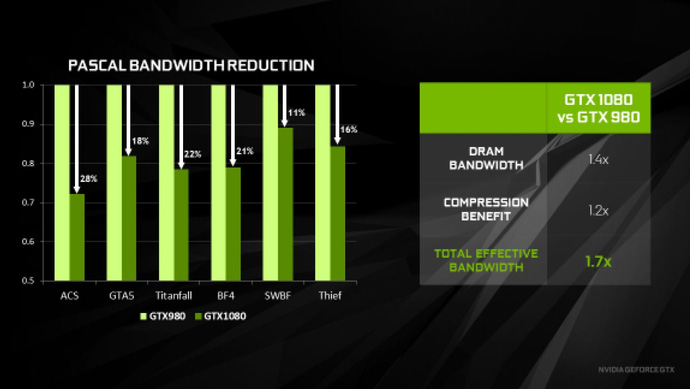 PASCAL BANDWIDTH REDUCTION
1.0
0.9
0.8
0.7
0.6
0.5
28%
18%
22%
21%
11%
16%
ACS GTA5 Titanfall BF4 SWBF Thief
GTX980 GTX1080
GTX 1080
vs GTX 980
DRAM
BANDWIDTH
1.4x
COMPRESSION
BENEFIT
1.2x
TOTAL EFFECTIVE
BANDWIDTH
1.7x
NVIDIA GEFORCE GTX